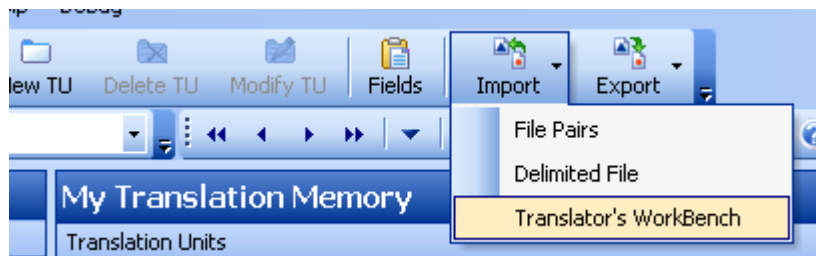 Debug
New TU Delete TU Modify TU Fields Import Export
File Pairs
Delimited File
Translator's WorkBench
My Translation Memory
Translation Units